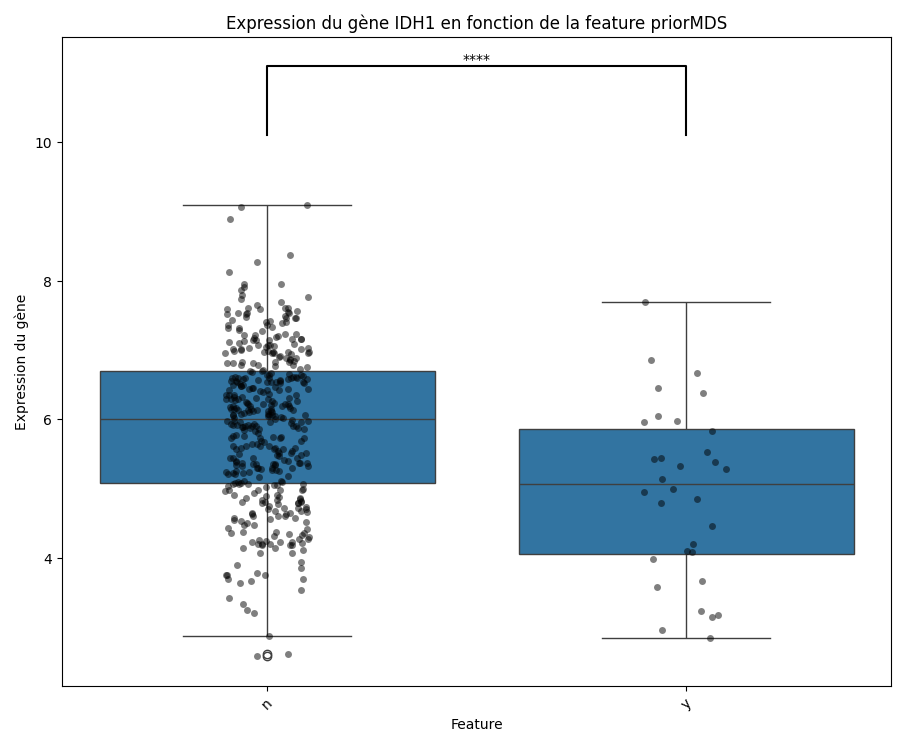 Expression du gène IDH1 en fonction de la feature priorMDS
****
10
8
6
4
Expression du gène
n
y
Feature